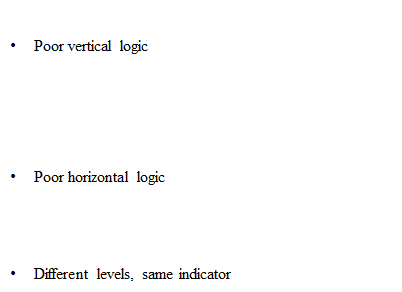 • Poor vertical logic
• Poor horizontal logic
• Different levels, same indicator